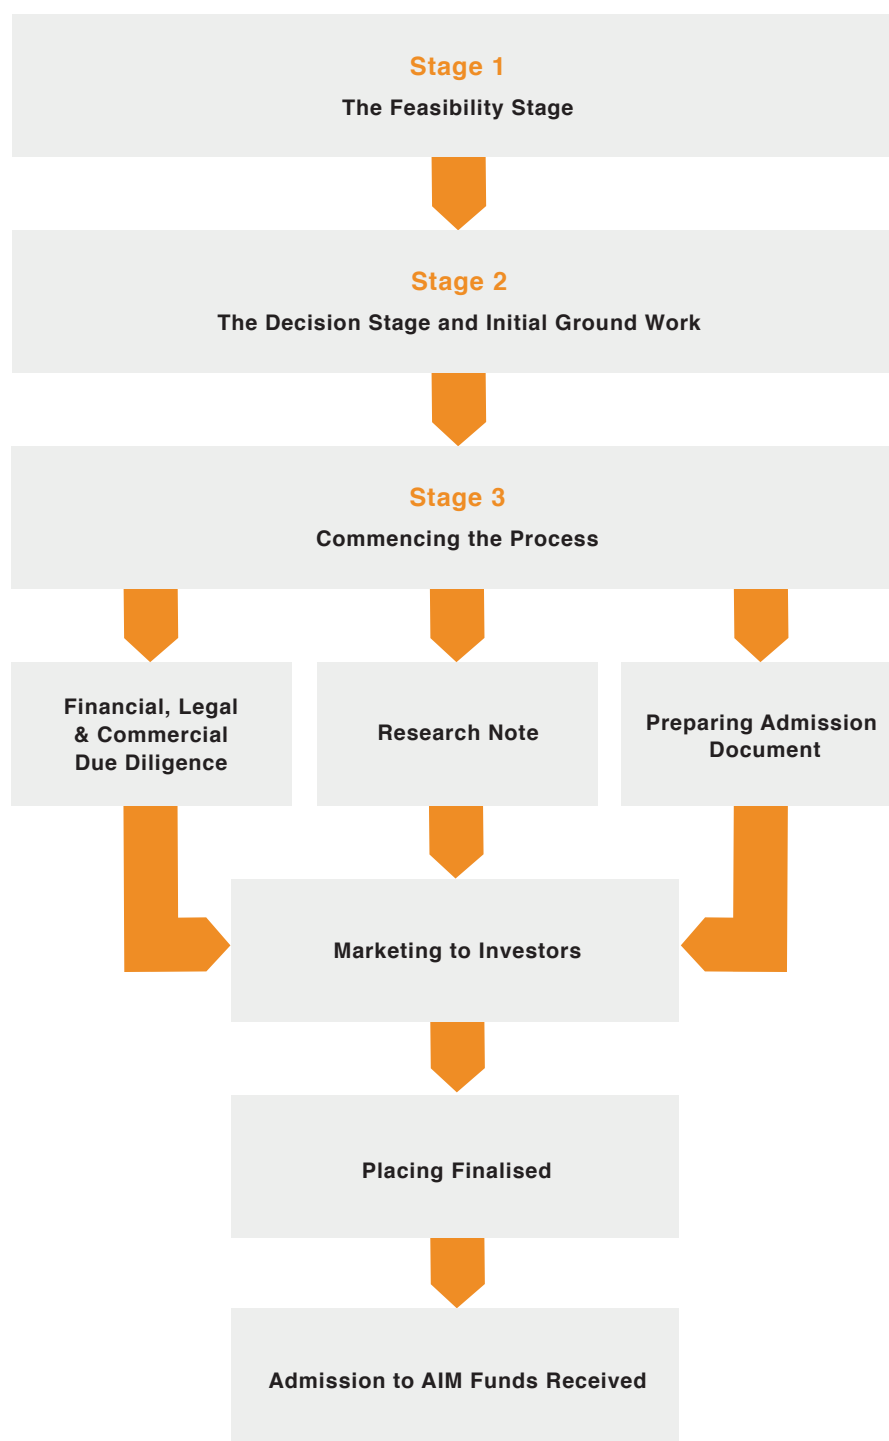 Stage 1
The Feasibility Stage
Stage 2
The Decision Stage and Initial Ground Work
Stage 3
Commencing the Process
Financial, Legal
& Commercial
Due Diligence
Research Note
Preparing Admission
Document
Marketing to Investors
Placing Finalised
Admission to AIM Funds Received